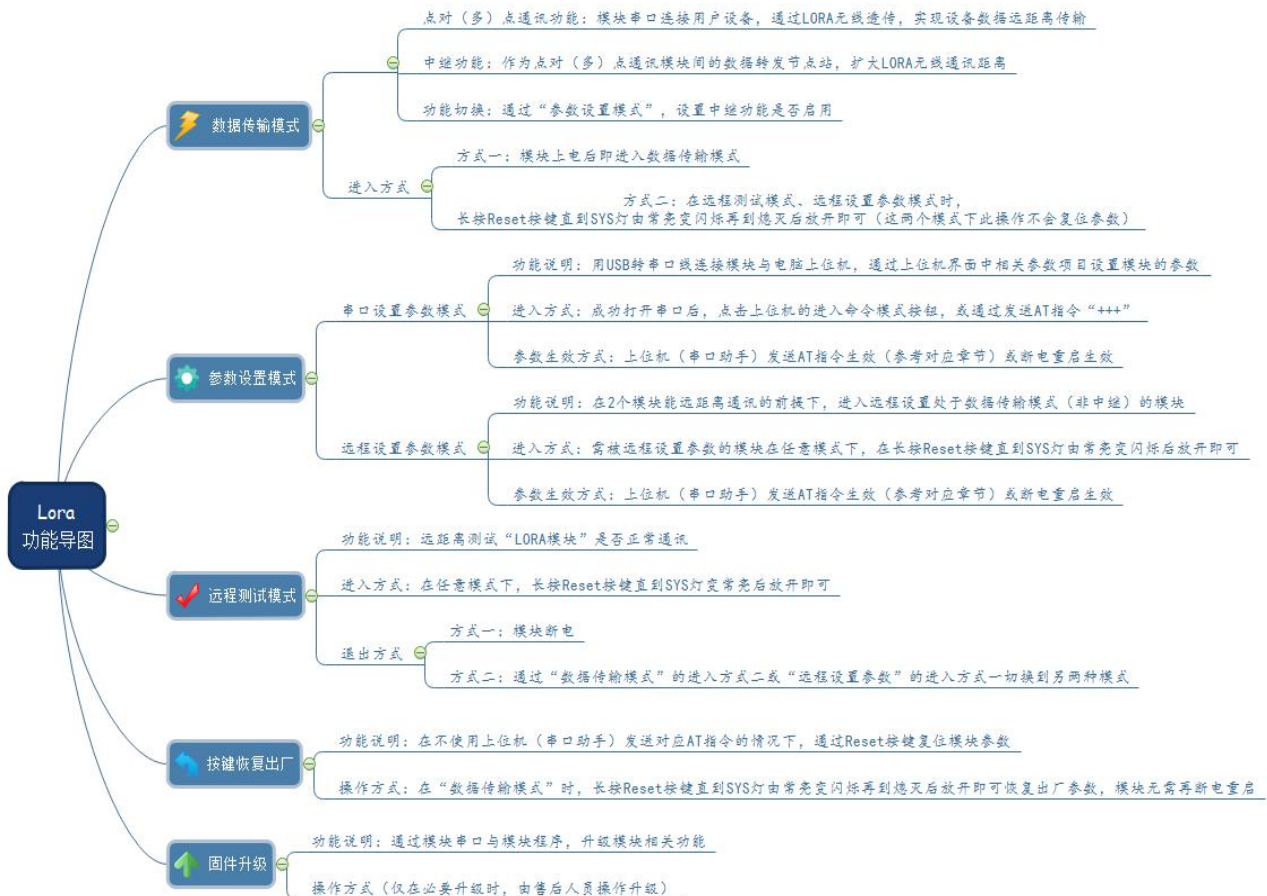 Lora
功能导图
数据传输模式
点对（多）点通讯功能：模块串口连接用户设备，通过LORA无线透传，实现设备数据远距离传输
中继功能：作为点对（多）点通讯模块间的数据转发节点站，扩大LORA无线通讯距离
功能切换：通过“参数设置模式”，设置中继功能是否启用
进入方式
方式一：模块上电后即进入数据传输模式
方式二：在远程测试模式、远程设置参数模式时，
长按Reset按键直到SYS灯由常亮变闪烁再到熄灭后放开即可（这两个模式下此操作不会复位参数）
参数设置模式
串口设置参数模式
功能说明：用USB转串口线连接模块与电脑上位机，通过上位机界面中相关参数项目设置模块的参数
进入方式：成功打开串口后，点击上位机的进入命令模式按钮，或通过发送AT指令“+++”
参数生效方式：上位机（串口助手）发送AT指令生效（参考对应章节）或断电重启生效
远程设置参数模式
功能说明：在2个模块能远距离通讯的前提下，进入远程设置处于数据传输模式（非中继）的模块
进入方式：需被远程设置参数的模块在任意模式下，在长按Reset按键直到SYS灯由常亮变闪烁后放开即可
参数生效方式：上位机（串口助手）发送AT指令生效（参考对应章节）或断电重启生效
远程测试模式
功能说明：远距离测试“LORA模块”是否正常通讯
进入方式：在任意模式下，长按Reset按键直到SYS灯变常亮后放开即可
退出方式
方式一：模块断电
方式二：通过“数据传输模式”的进入方式二或“远程设置参数”的进入方式一切换到另两种模式
按键恢复出厂
功能说明：在不使用上位机（串口助手）发送对应AT指令的情况下，通过Reset按键复位模块参数
操作方式：在“数据传输模式”时，长按Reset按键直到SYS灯由常亮变闪烁再到熄灭后放开即可恢复出厂参数，模块无需再断电重启
固件升级
功能说明：通过模块串口与模块程序，升级模块相关功能
操作方式（仅在必要升级时，由售后人员操作升级）